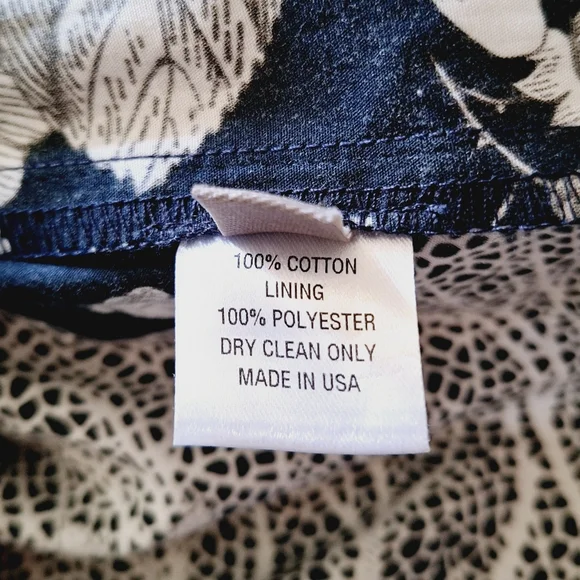 100% COTTON
LINING
100% POLYESTER
DRY CLEAN ONLY
MADE IN USA